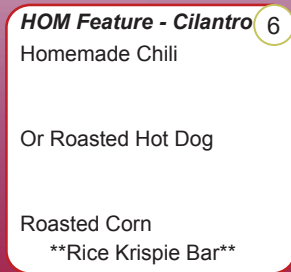 HOM Feature - Cilantro 6
Homemade Chili
Or Roasted Hot Dog
Roasted Corn
**Rice Krispie Bar**